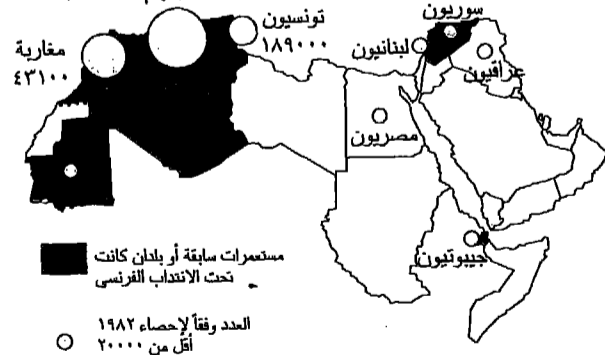 تونسيون
١٨٩٠٠٠
مغاربة
٤٣١٠٠
سوريون
لبنانيون
عراقيون
مصريون
جيبوتيون
مستعمرات سابقة أو بلدان كانت
تحت الانتداب الفرنسى
العدد وفقاً لإحصاء ١٩٨٢
أقل من ٢٠٠٠٠